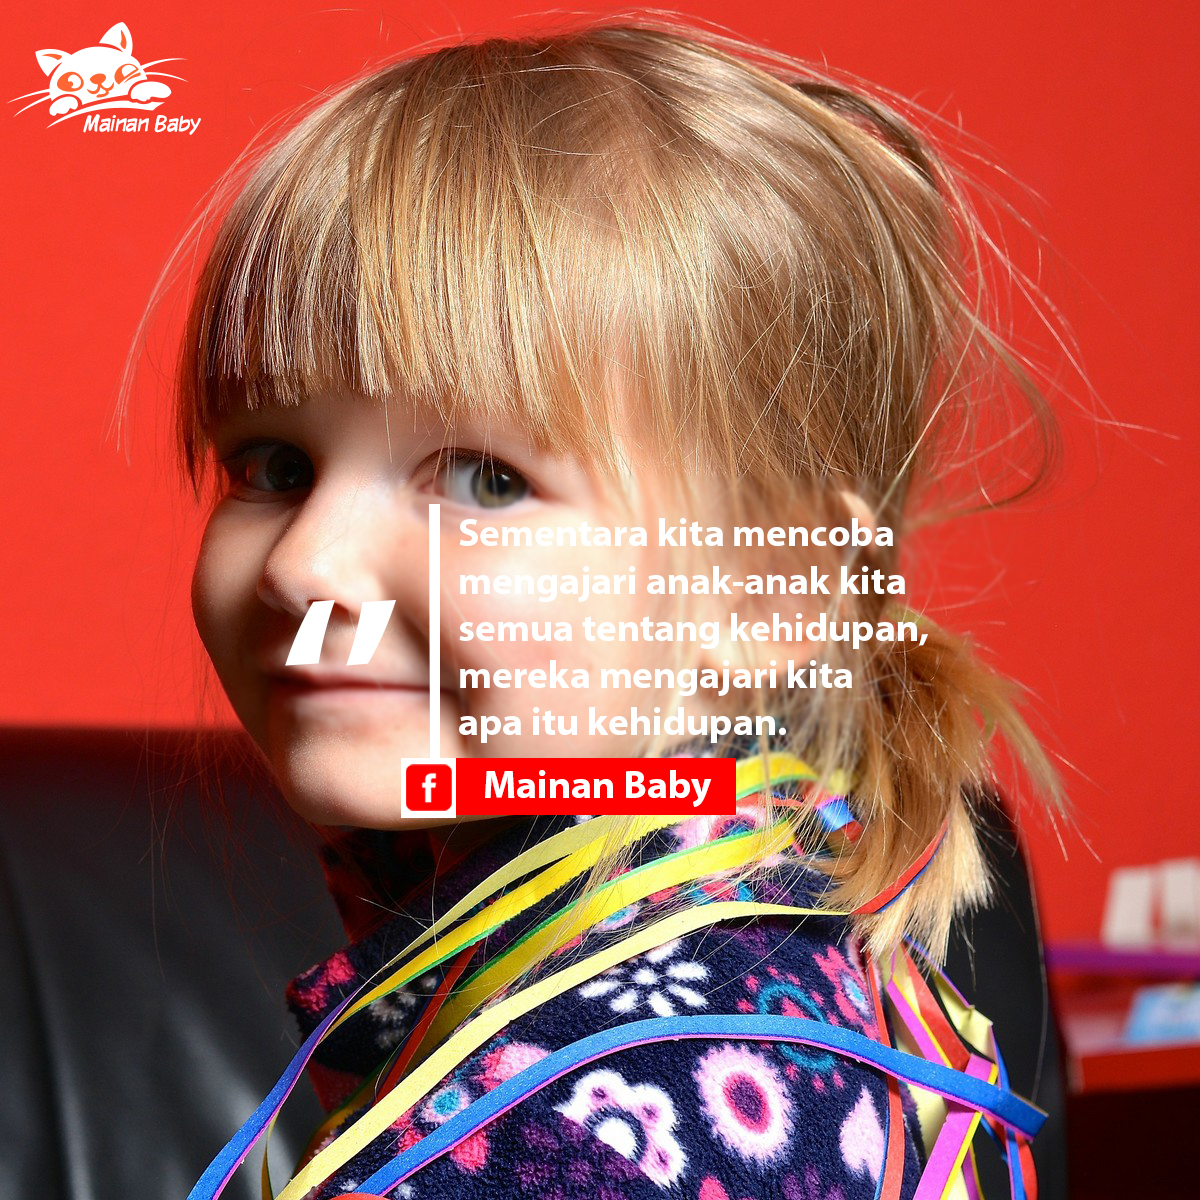 Mainan Baby
Sementara kita mencoba
mengajari anak-anak kita
semua tentang kehidupan,
mereka mengajari kita
apa itu kehidupan.
f Mainan Baby